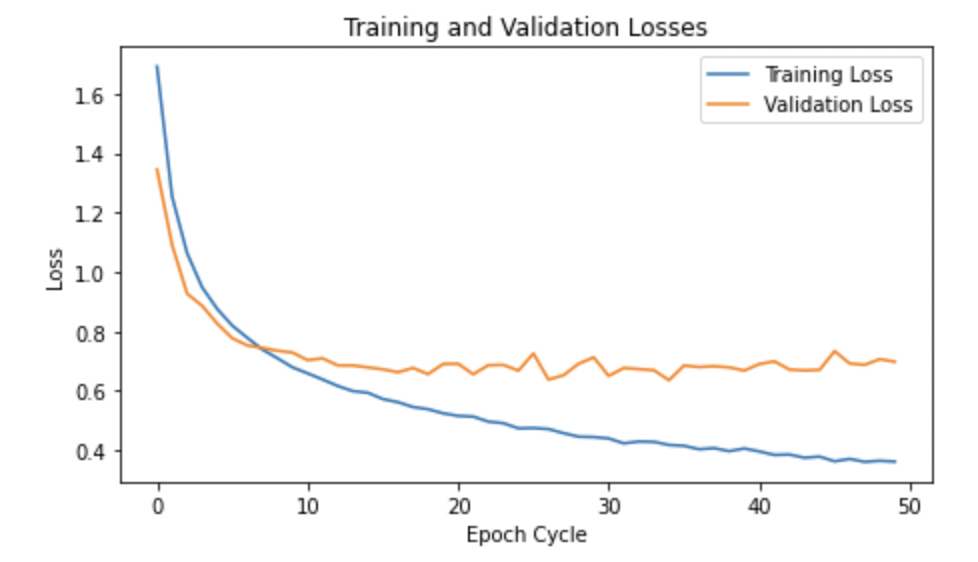 Training and Validation Losses
Training Loss
Validation Loss
1.6
1.4
1.2
1.0
0.8
0.6
0.4
Loss
0
10
20
30
40
50
Epoch Cycle